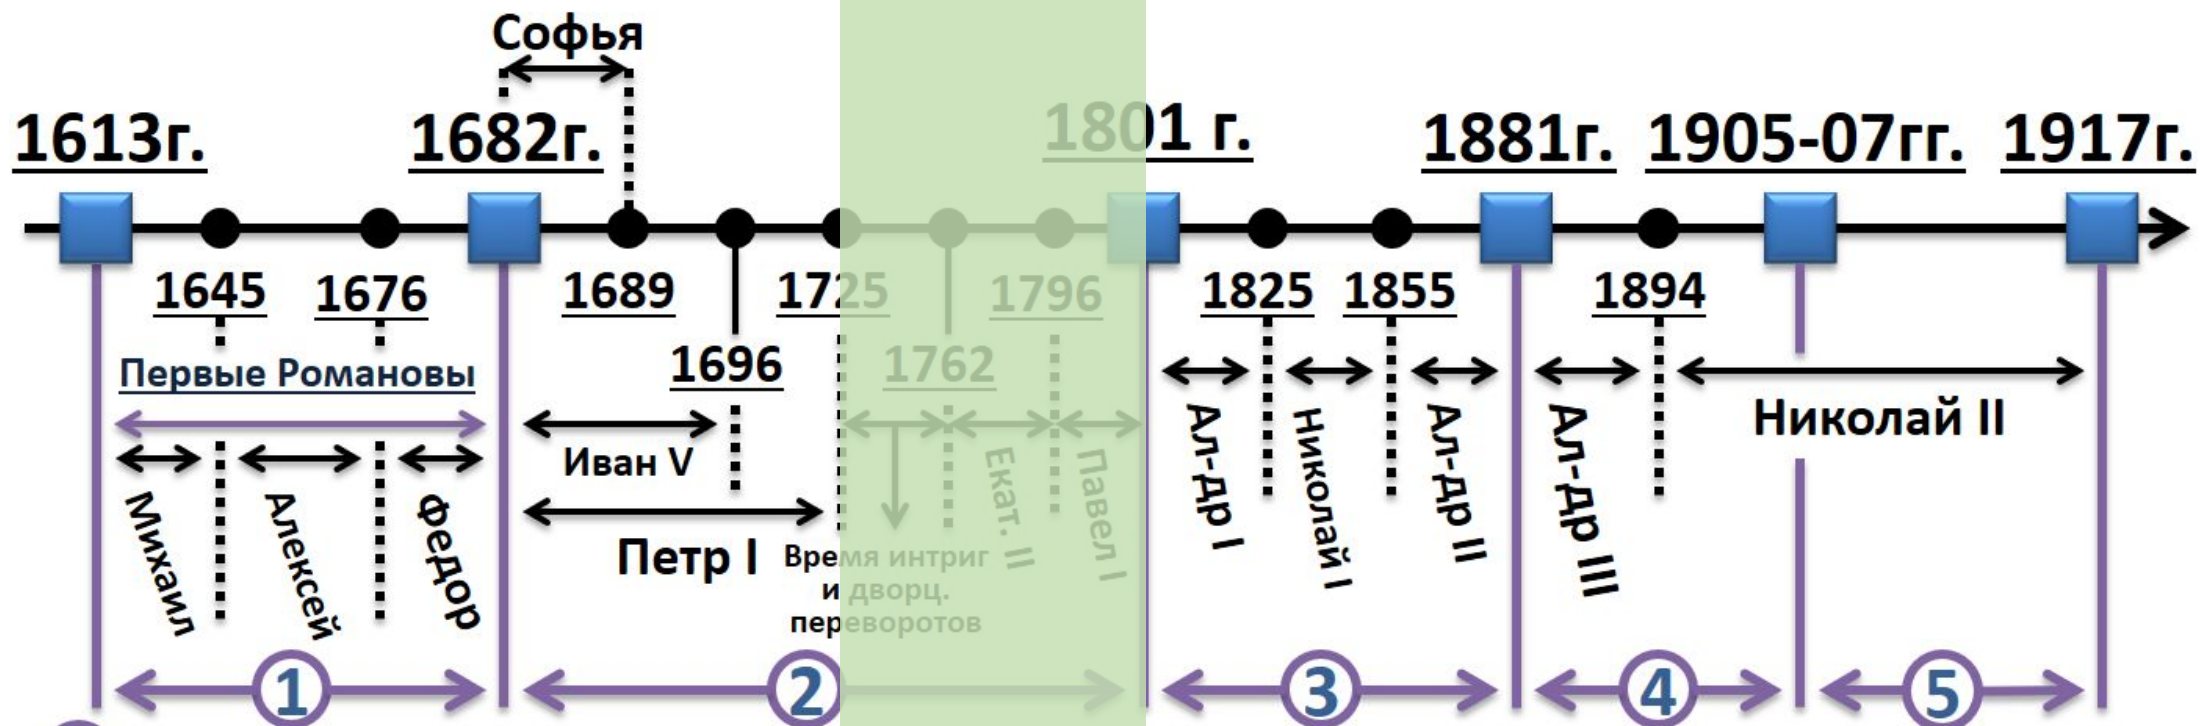 Софья
1613г. 1682г. 1801 г. 1881г. 1905-07гг. 1917г.
1645 1676 1689 1725 1796 1825 1855 1894
1696 1762
Первые Романовы
Иван V
Николай II
Михаил
Алексей
Федор
Петр I
Время интриг
и дворц.
переворотов
Екат. II
Павел I
Ал-др I
Николай I
Ал-др II
Ал-др III
1 2 3 4 5